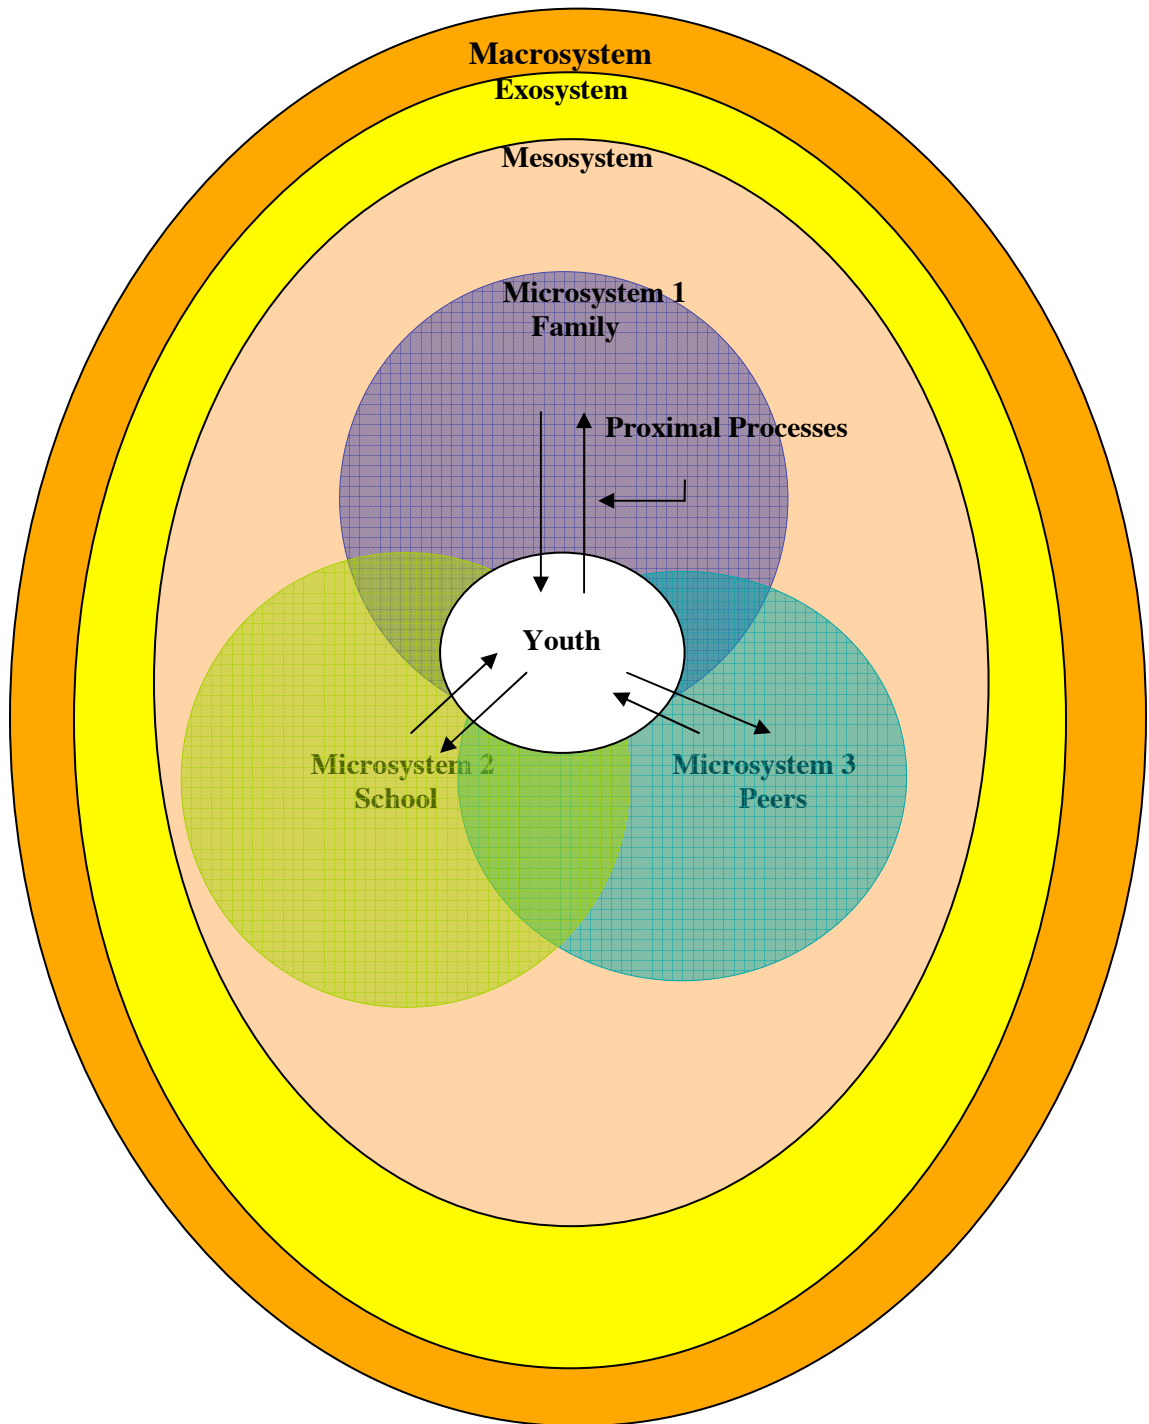 Macrosystem
Exosystem
Mesosystem
Microsystem 1
Family
Proximal Processes
Youth
Microsystem 2
School
Microsystem 3
Peers